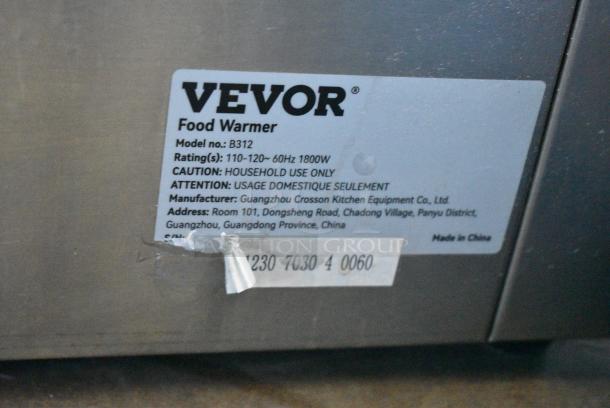 VEVOR®
Food Warmer
Model no.: B312
Rating(s): 110-120~ 60Hz 1800W
CAUTION: HOUSEHOLD USE ONLY
ATTENTION: USAGE DOMESTIQUE SEULEMENT
Manufacturer: Guangzhou Crosson Kitchen Equipment Co., Ltd.
Address: Room 101, Dongsheng Road, Chadong Village, Panyu District,
Guangzhou, Guangdong Province, China
S/N:
GROUP
Made in China
1230 7030 4 0060